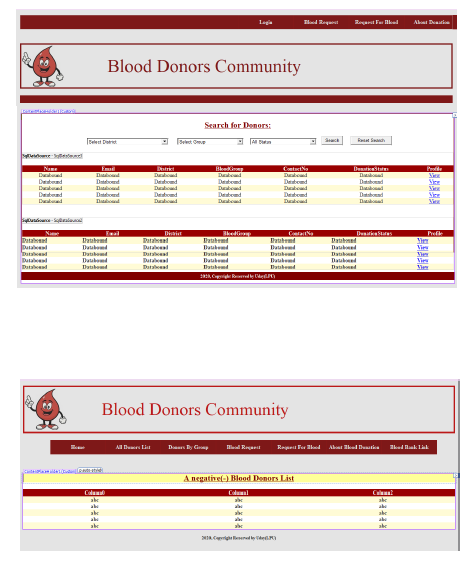 Login Blood Request Request For Blood About Donation
Blood Donors Community
Search for Donors:
Select District Select Group All Status Search Reset Search
SqlDataSource - SqlDataSource1
Name Email District BloodGroup ContactNo DonationStatus Profile
Databound Databound Databound Databound Databound Databound View
Databound Databound Databound Databound Databound Databound View
Databound Databound Databound Databound Databound Databound View
Databound Databound Databound Databound Databound Databound View
Databound Databound Databound Databound Databound Databound View
SqlDataSource - SqlDataSource2
Name Email District BloodGroup ContactNo DonationStatus Profile
Databound Databound Databound Databound Databound Databound View
Databound Databound Databound Databound Databound Databound View
Databound Databound Databound Databound Databound Databound View
Databound Databound Databound Databound Databound Databound View
Databound Databound Databound Databound Databound Databound View
2020, Copyright Reserved by Uday(LPU)
Blood Donors Community
Home All Donors List Donors By Group Blood Request Request For Blood About Blood Donation Blood Bank Link
A negative(-) Blood Donors List
Column0 Column1 Column2
abc abc abc
abc abc abc
abc abc abc
abc abc abc
abc abc abc
2020, Copyright Reserved by Uday(LPU)